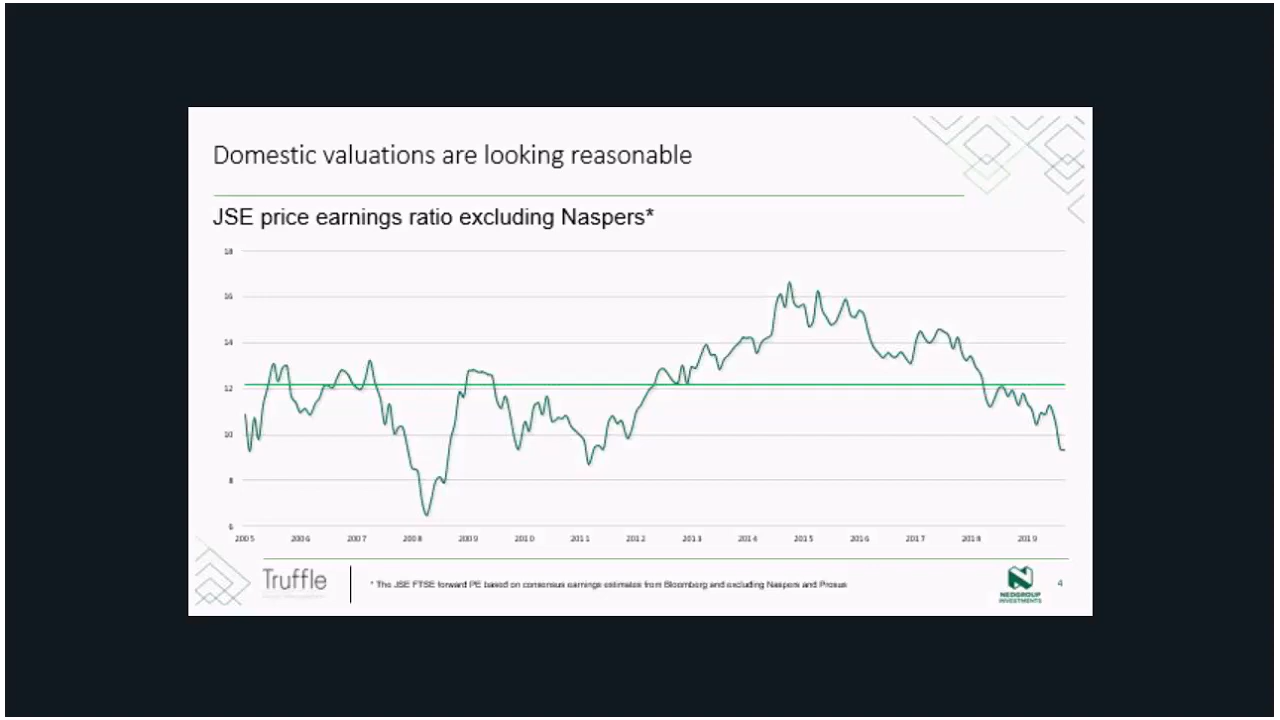 Domestic valuations are looking reasonable
JSE price earnings ratio excluding Naspers*
18
16
14
12
10
8
6
2005 2006 2007 2008 2009 2010 2011 2012 2013 2014 2015 2016 2017 2018 2019
Truffle
* The JSE FTSE forward PE based on consensus earnings estimates from Bloomberg and excluding Naspers and Prosus
NEDGROUP
INVESTMENTS
4